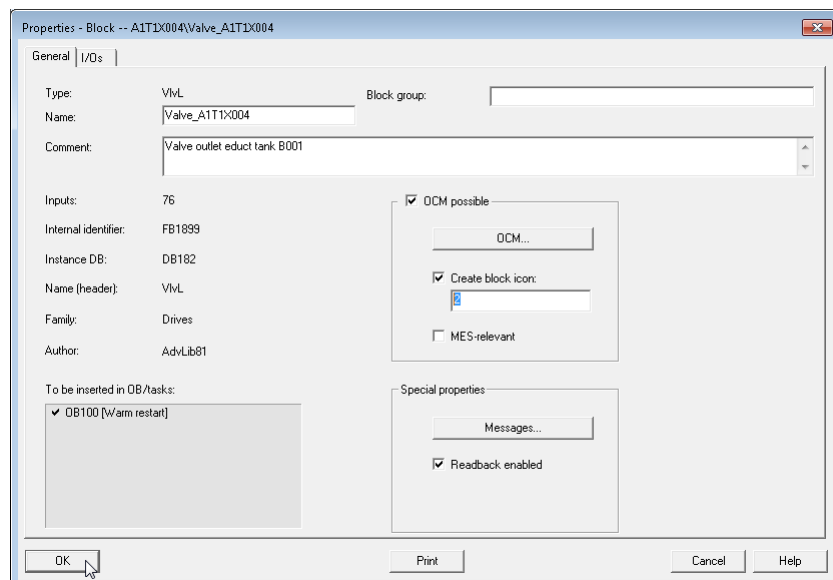 Properties - Block -- A1T1X004\Valve_A1T1X004
General I/Os
Type: VlvL Block group:
Name: Valve_A1T1X004
Comment: Valve outlet educt tank B001
Inputs: 76
Internal identifier: FB1899
Instance DB: DB182
Name (header): VlvL
Family: Drives
Author: AdvLib81
To be inserted in OB/tasks:
OB100 [Warm restart]
OCM possible
OCM...
Create block icon:
2
MES-relevant
Special properties
Messages...
Readback enabled
OK Print Cancel Help